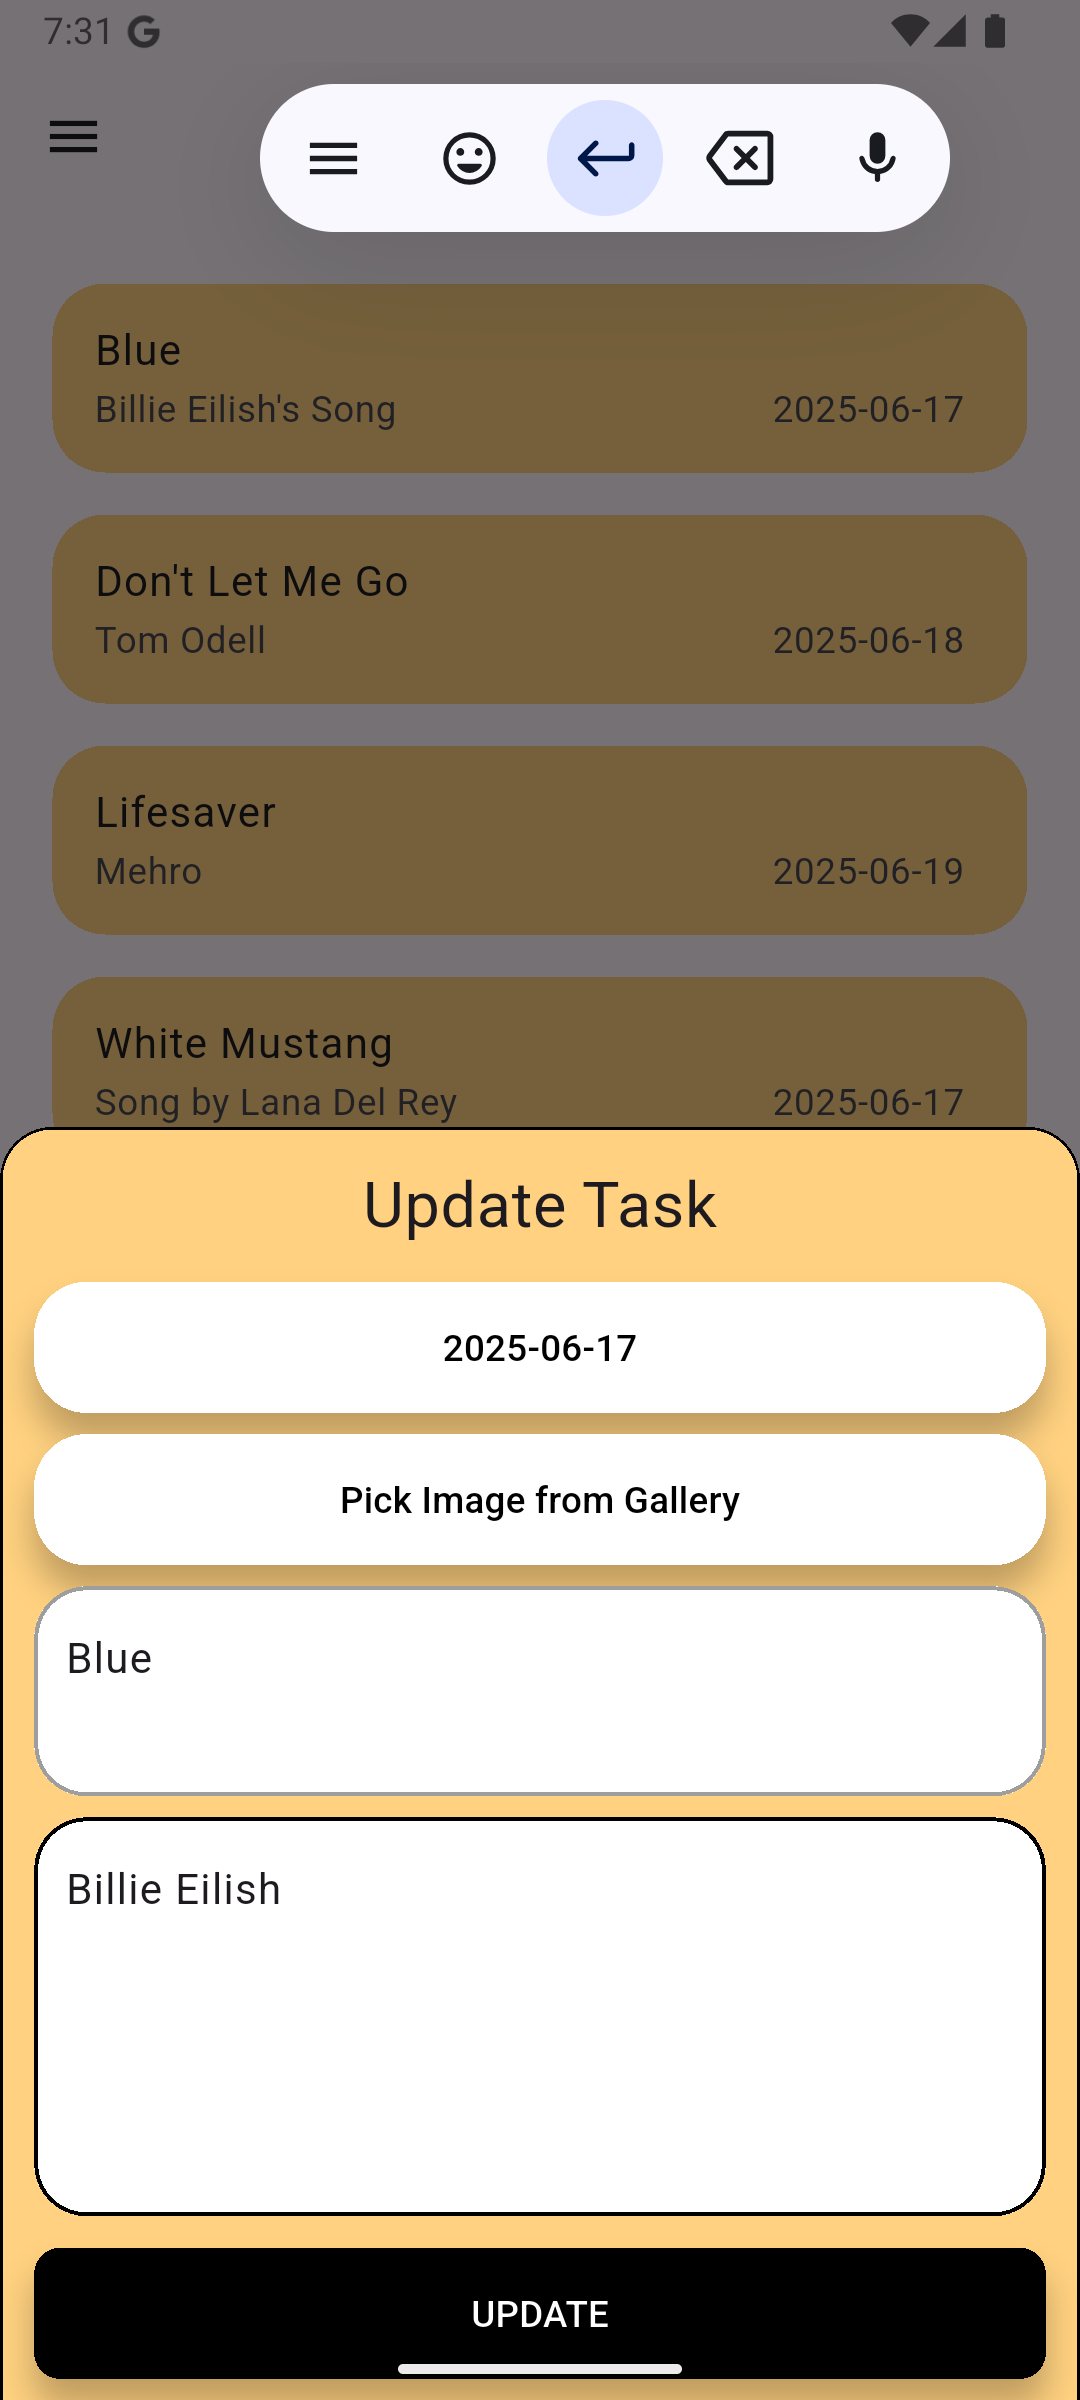 7:31
Blue
Billie Eilish's Song 2025-06-17
Don't Let Me Go
Tom Odell 2025-06-18
Lifesaver
Mehro 2025-06-19
White Mustang
Song by Lana Del Rey 2025-06-17
Update Task
2025-06-17
Pick Image from Gallery
Blue
Billie Eilish
UPDATE